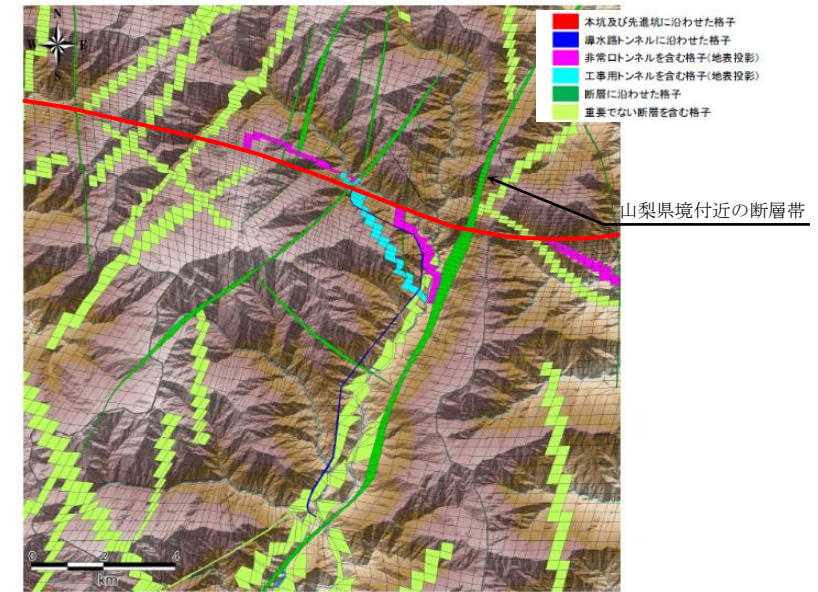 N
W E
S
本坑及び先進坑に沿わせた格子
導水路トンネルに沿わせた格子
非常口トンネルを含む格子(地表投影)
工事用トンネルを含む格子(地表投影)
断層に沿わせた格子
重要でない断層を含む格子
山梨県境付近の断層帯
0 2 4
km